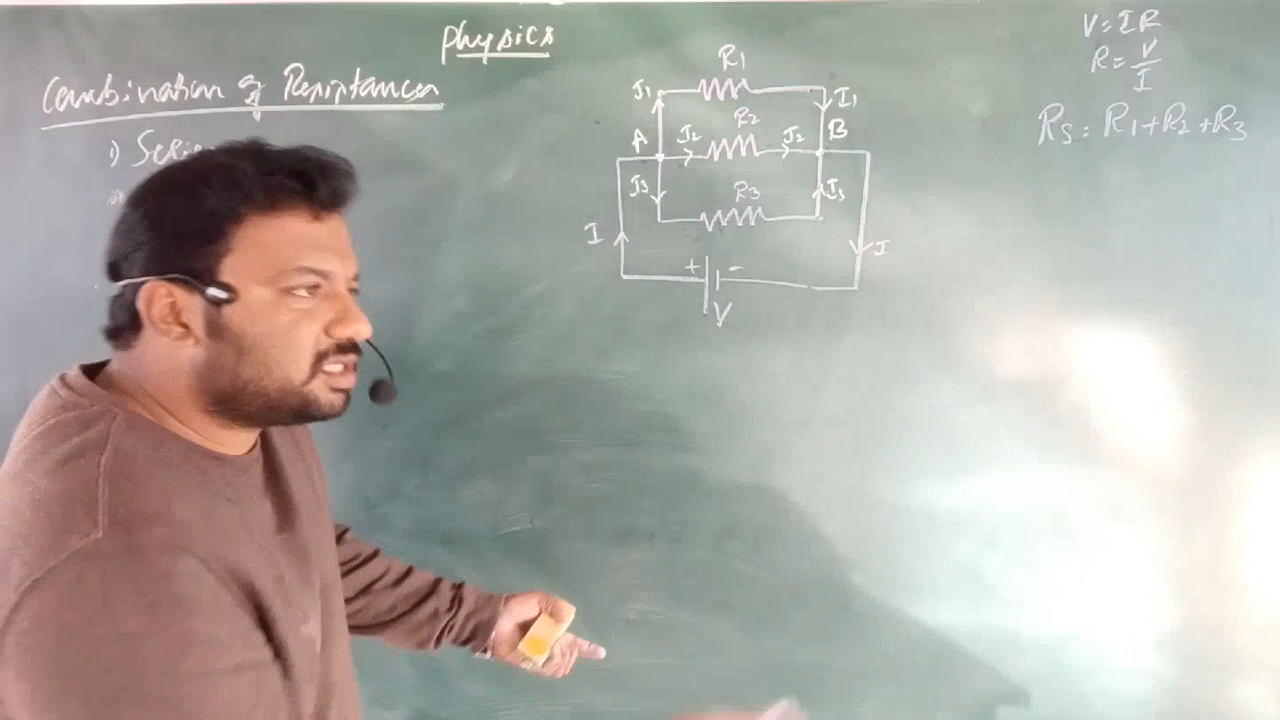 Physics
Combination of Resistances
1) Series
R1
I1
I1
R2
A
I2
I2
B
I3
R3
I3
I
I
+
-
V
V = IR
R = V/I
RS = R1+R2+R3